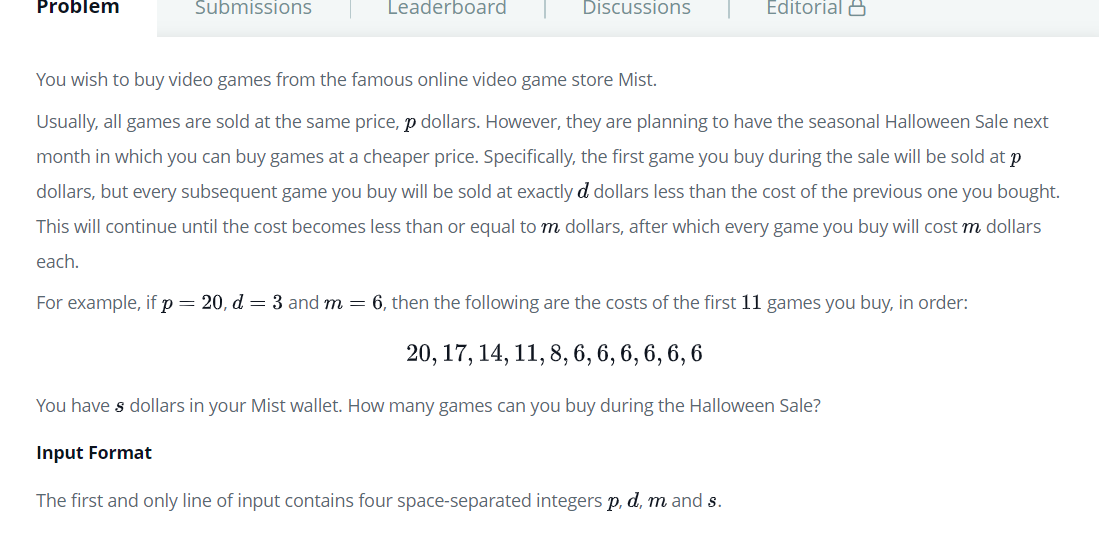 Problem Submissions Leaderboard Discussions Editorial
You wish to buy video games from the famous online video game store Mist.
Usually, all games are sold at the same price, p dollars. However, they are planning to have the seasonal Halloween Sale next
month in which you can buy games at a cheaper price. Specifically, the first game you buy during the sale will be sold at p
dollars, but every subsequent game you buy will be sold at exactly d dollars less than the cost of the previous one you bought.
This will continue until the cost becomes less than or equal to m dollars, after which every game you buy will cost m dollars
each.
For example, if p = 20, d = 3 and m = 6, then the following are the costs of the first 11 games you buy, in order:
20, 17, 14, 11, 8, 6, 6, 6, 6, 6, 6
You have s dollars in your Mist wallet. How many games can you buy during the Halloween Sale?
Input Format
The first and only line of input contains four space-separated integers p, d, m and s.